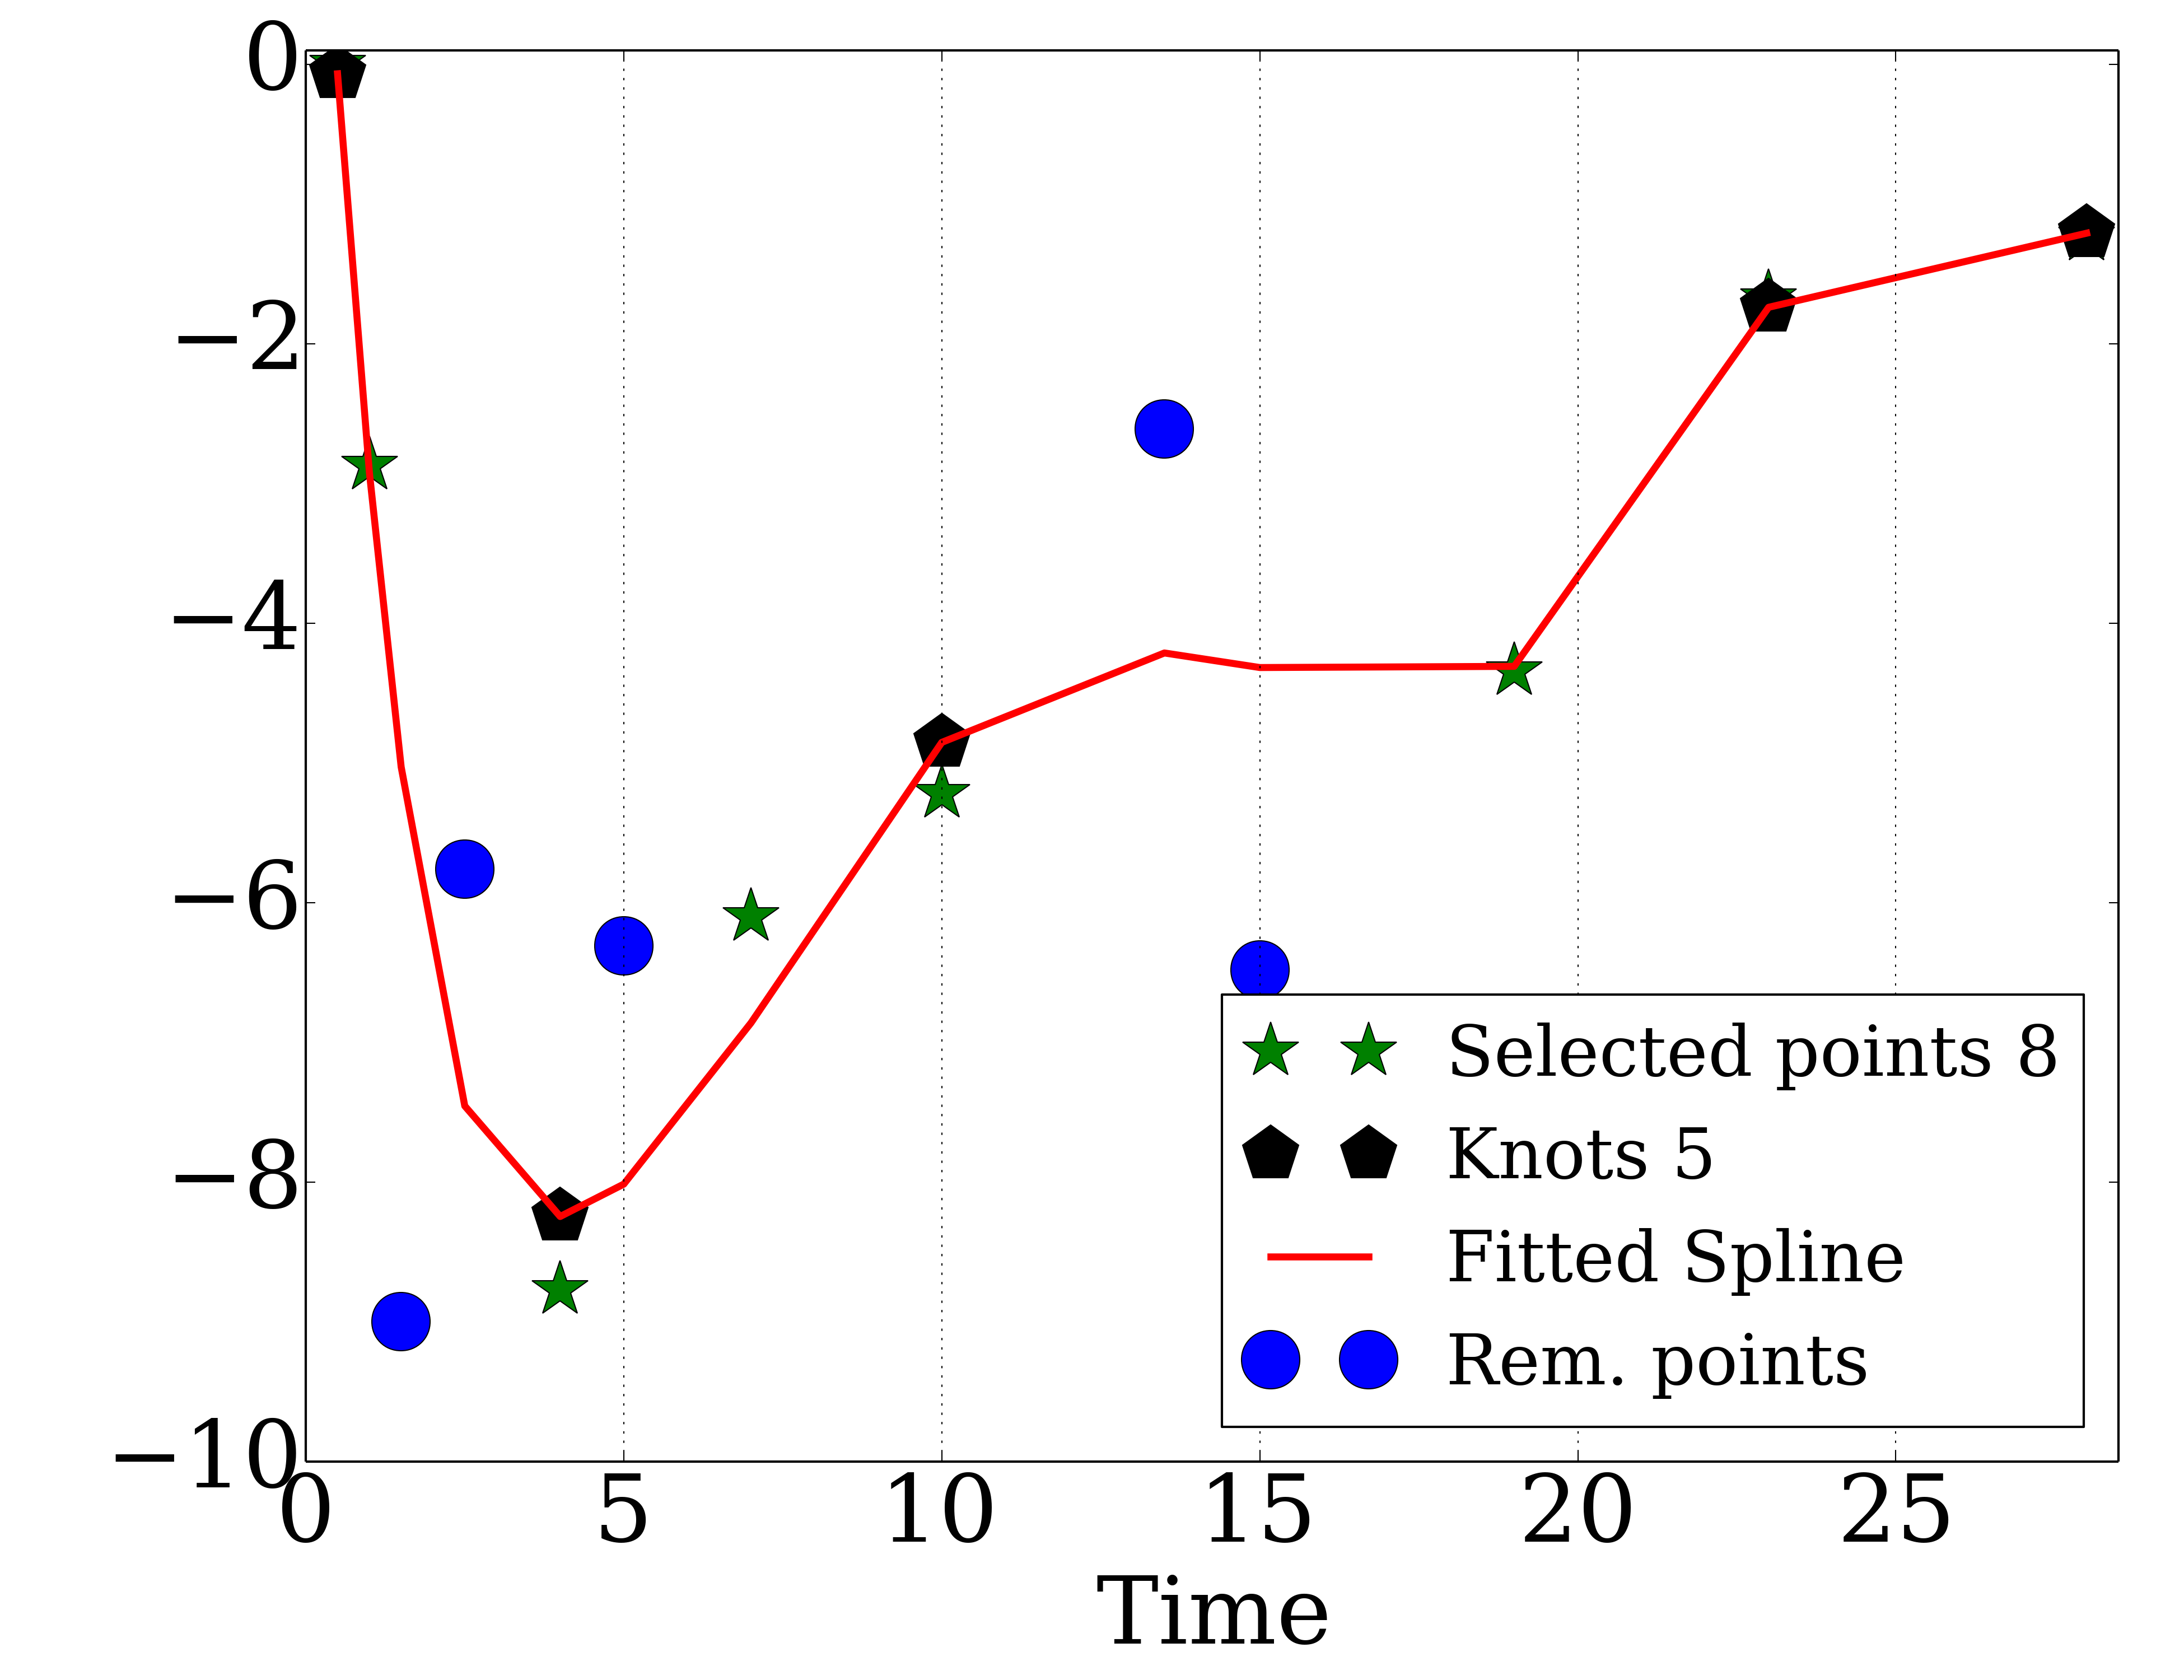 0
−2
−4
−6
−8
−10
0 5 10 15 20 25
Time
Selected points 8
Knots 5
Fitted Spline
Rem. points